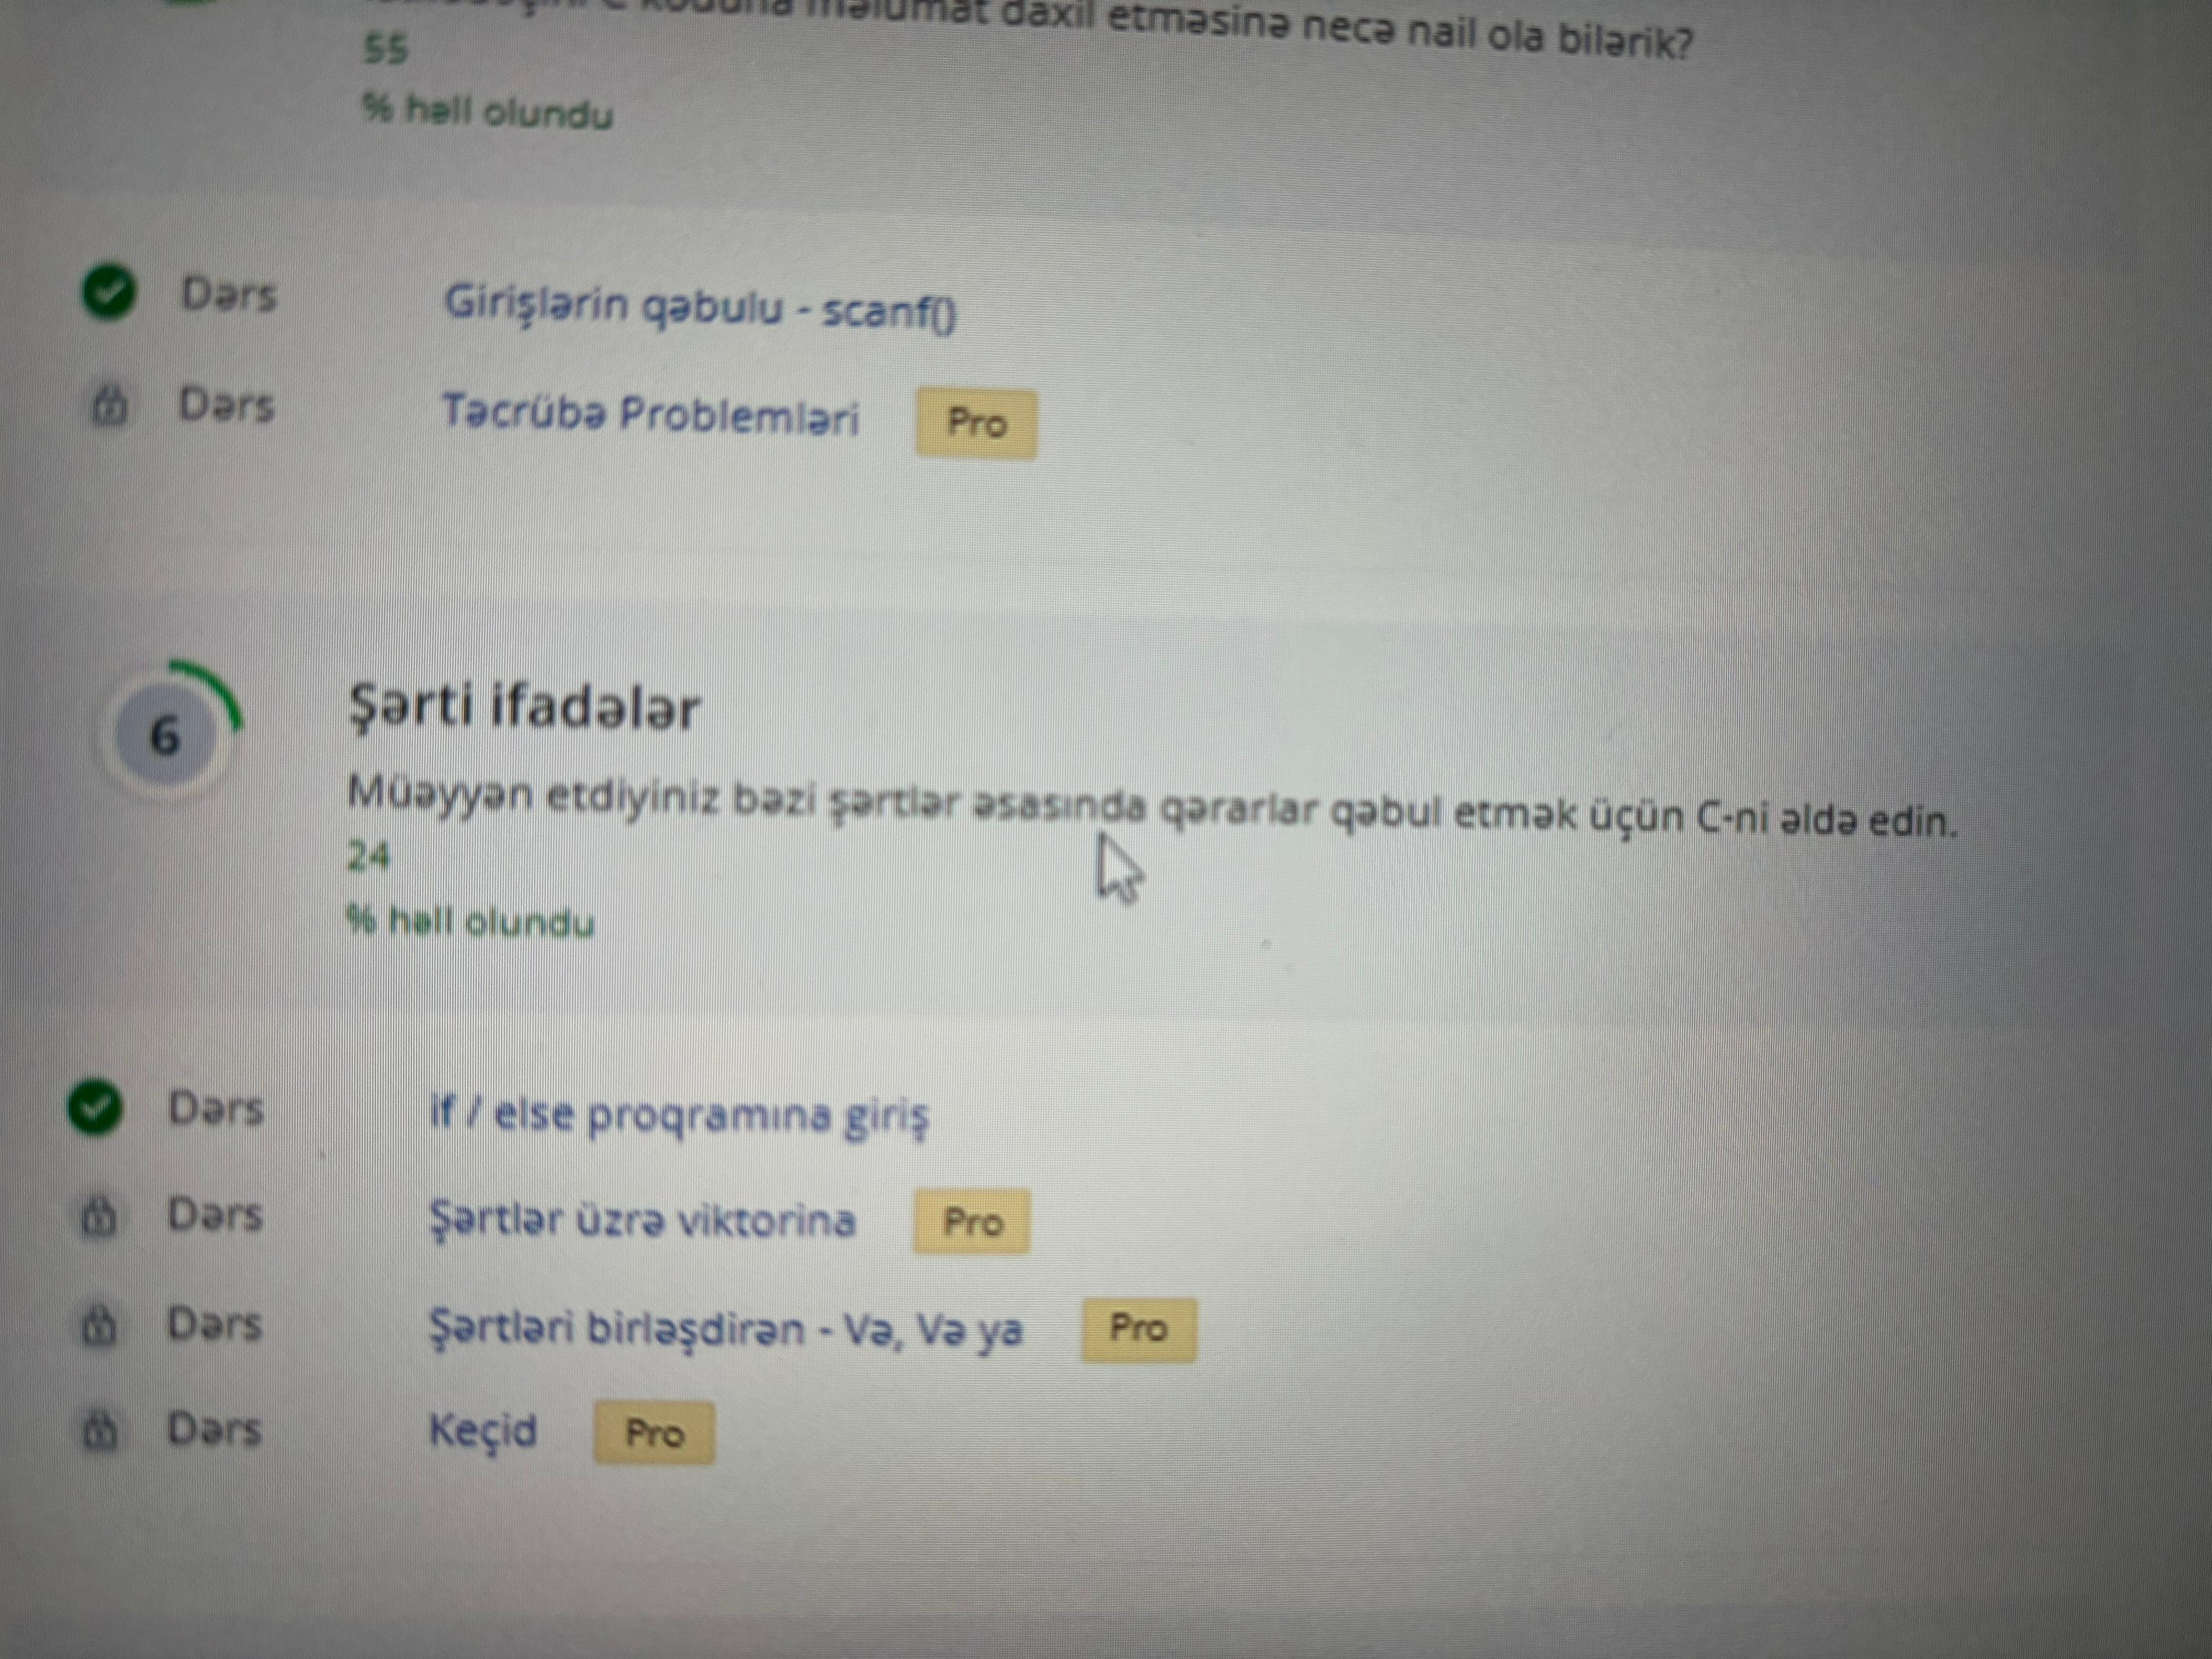 koduna məlumat daxil etməsinə necə nail ola bilərik?
55
% həll olundu
Dərs Girişlərin qəbulu - scanf()
Dərs Təcrübə Problemləri Pro
6
Şərti ifadələr
Müəyyən etdiyiniz bəzi şərtlər əsasında qərarlar qəbul etmək üçün C-ni əldə edin.
24
% həll olundu
Dərs if / else proqramına giriş
Dərs Şərtlər üzrə viktorina Pro
Dərs Şərtləri birləşdirən - Və, Və ya Pro
Dərs Keçid Pro